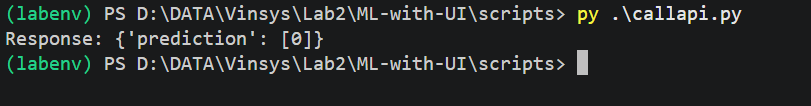 (labenv) PS D:\DATA\Vinsys\Lab2\ML-with-UI\scripts> py .\callapi.py
Response: {'prediction': [0]}
(labenv) PS D:\DATA\Vinsys\Lab2\ML-with-UI\scripts>